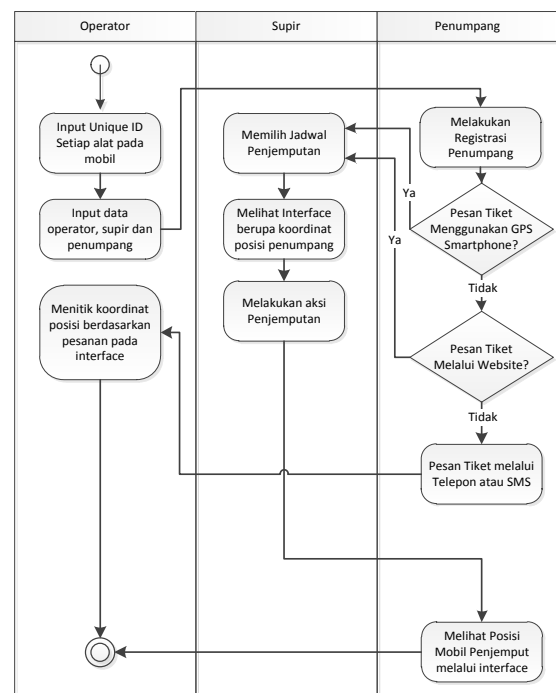 Operator
Supir
Penumpang
Input Unique ID
Setiap alat pada
mobil
Memilih Jadwal
Penjemputan
Melakukan
Registrasi
Penumpang
Ya
Input data
operator, supir dan
penumpang
Melihat Interface
berupa koordinat
posisi penumpang
Ya
Pesan Tiket
Menggunakan GPS
Smartphone?
Tidak
Menitik koordinat
posisi berdasarkan
pesanan pada
interface
Melakukan aksi
Penjemputan
Pesan Tiket
Melalui Website?
Tidak
Pesan Tiket melalui
Telepon atau SMS
Melihat Posisi
Mobil Penjemput
melalui interface